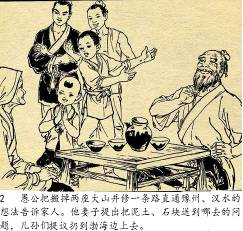 2 愚公把搬掉两座大山并修一条路直通豫州、汉水的
想法告诉家人。他妻子提出把泥土、石块送到哪去的问
题,儿孙们提议扔到渤海边上去。